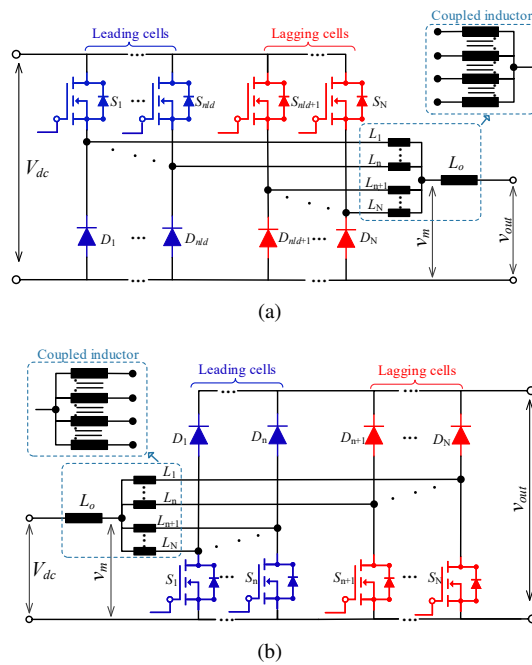 Leading cells
Lagging cells
Coupled inductor
S1
Snld
Snld+1
SN
Vdc
L1
Ln
Ln+1
LN
Lo
D1
Dnld
Dnld+1
DN
vm
vout
(a)
Coupled inductor
Leading cells
Lagging cells
D1
Dn
Dn+1
DN
L1
Ln
Ln+1
LN
Lo
Vdc
vm
vout
S1
Sn
Sn+1
SN
(b)